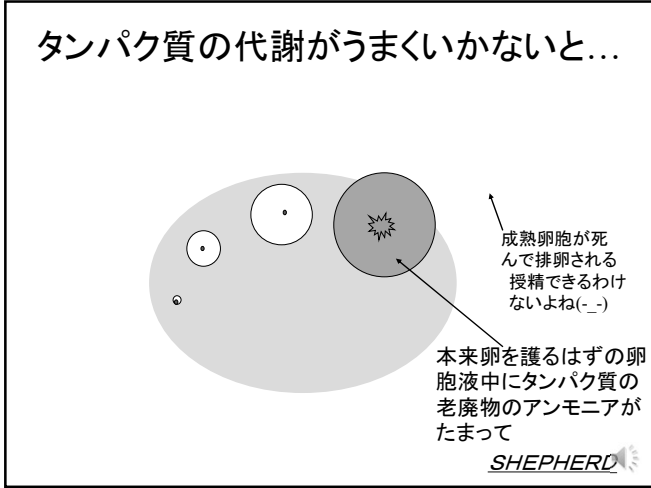 タンパク質の代謝がうまくいかないと…
成熟卵胞が死
んで排卵される
授精できるわけ
ないよね(-_-)
本来卵を護るはずの卵
胞液中にタンパク質の
老廃物のアンモニアが
たまって
SHEPHERD